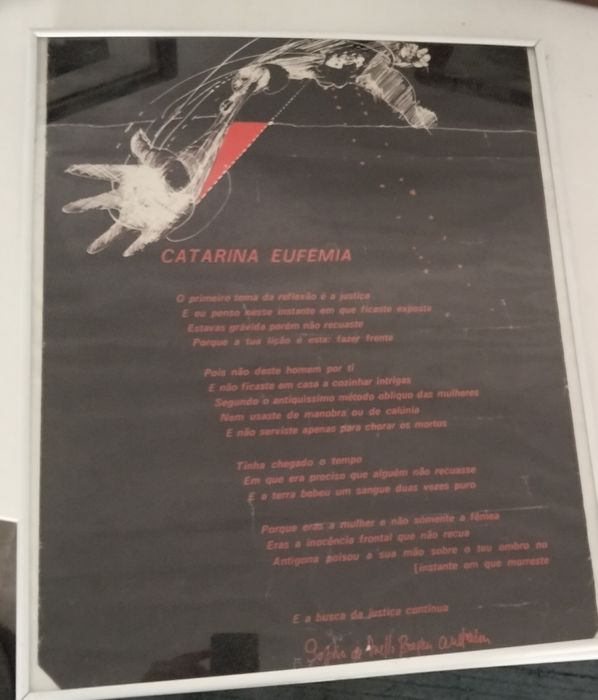 CATARINA EUFÉMIA
O primeiro tema da reflexão é a justiça
E eu penso nesse instante em que ficaste exposta
Estavas grávida porém não recuaste
Porque a tua lição é esta: fazer frente
Pois não deste homem por ti
E não ficaste em casa a cozinhar intrigas
Segundo o antiquíssimo método oblíquo das mulheres
Nem usaste de manobra ou de calúnia
E não serviste apenas para chorar os mortos
Tinha chegado o tempo
Em que era preciso que alguém não recuasse
E a terra bebeu um sangue duas vezes puro
Porque eras a mulher e não sòmente a fêmea
Eras a inocência frontal que não recua
Antígona poisou a sua mão sobre o teu ombro no
[instante em que morreste
E a busca da justiça continua
Sophia de Mello Breyner Andresen